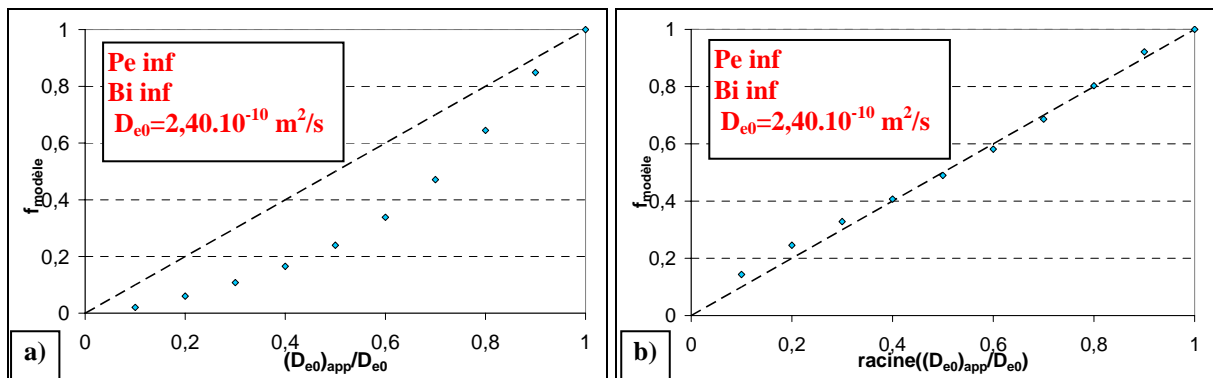 1
0,8
0,6
0,4
0,2
0
f modèle
Pe inf
Bi inf
De0=2,40.10-10 m2/s
0 0,2 0,4 0,6 0,8 1
(De0)app/De0
a)
1
0,8
0,6
0,4
0,2
0
f modèle
Pe inf
Bi inf
De0=2,40.10-10 m2/s
0 0,2 0,4 0,6 0,8 1
racine((De0)app/De0)
b)